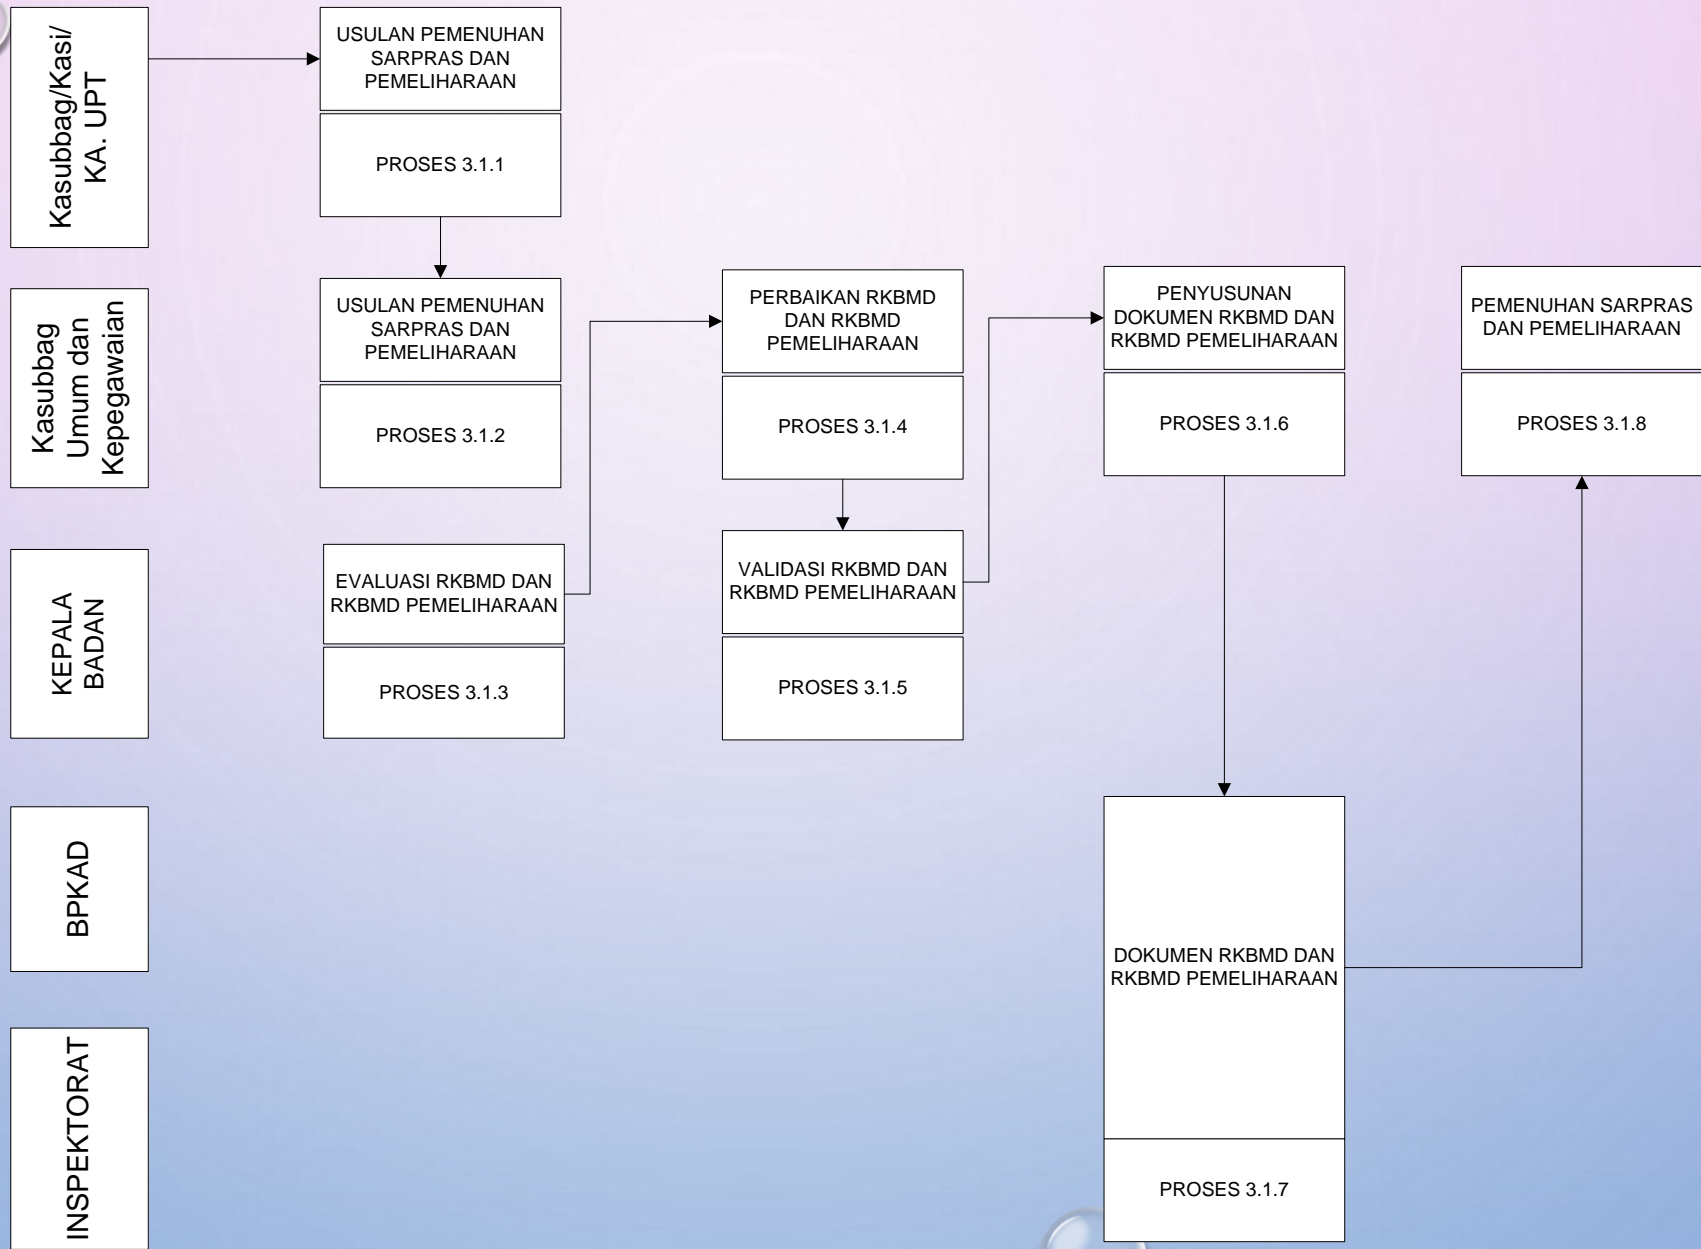 Kasubbag/Kasi/
KA. UPT
USULAN PEMENUHAN
SARPRAS DAN
PEMELIHARAAN
PROSES 3.1.1
Kasubbag
Umum dan
Kepegawaian
USULAN PEMENUHAN
SARPRAS DAN
PEMELIHARAAN
PROSES 3.1.2
PERBAIKAN RKBMD
DAN RKBMD
PEMELIHARAAN
PROSES 3.1.4
PENYUSUNAN
DOKUMEN RKBMD DAN
RKBMD PEMELIHARAAN
PROSES 3.1.6
PEMENUHAN SARPRAS
DAN PEMELIHARAAN
PROSES 3.1.8
KEPALA
BADAN
EVALUASI RKBMD DAN
RKBMD PEMELIHARAAN
PROSES 3.1.3
VALIDASI RKBMD DAN
RKBMD PEMELIHARAAN
PROSES 3.1.5
BPKAD
DOKUMEN RKBMD DAN
RKBMD PEMELIHARAAN
INSPEKTORAT
PROSES 3.1.7